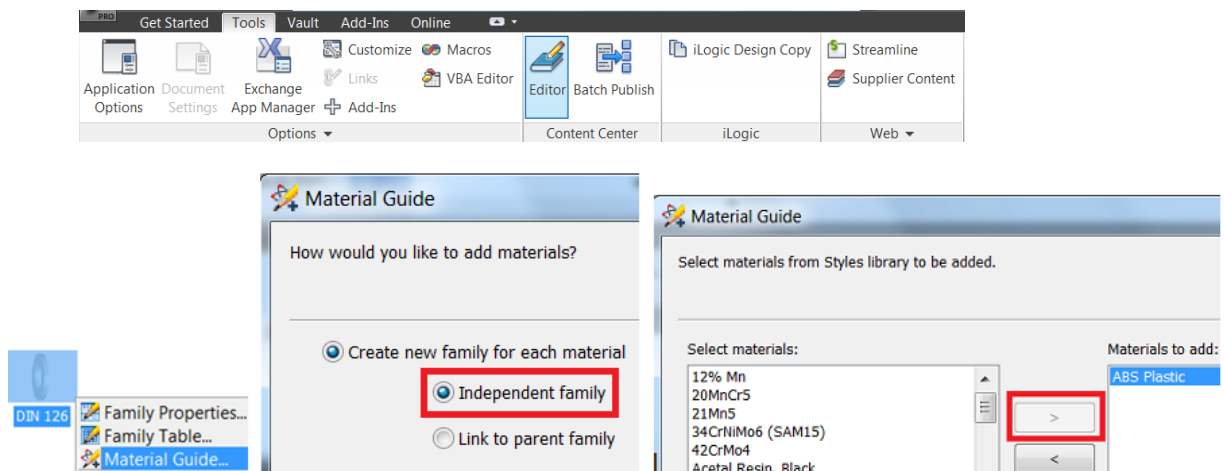 PRO Get Started Tools Vault Add-Ins Online
Application Options
Document Settings
Exchange App Manager
Customize
Links
Add-Ins
Macros
VBA Editor
Editor
Batch Publish
iLogic Design Copy
Streamline
Supplier Content
Options
Content Center
iLogic
Web
DIN 126
Family Properties...
Family Table...
Material Guide...
Material Guide
How would you like to add materials?
Create new family for each material
Independent family
Link to parent family
Material Guide
Select materials from Styles library to be added.
Select materials:
12% Mn
20MnCr5
21Mn5
34CrNiMo6 (SAM15)
42CrMo4
Acetal Resin, Black
>
<
Materials to add:
ABS Plastic